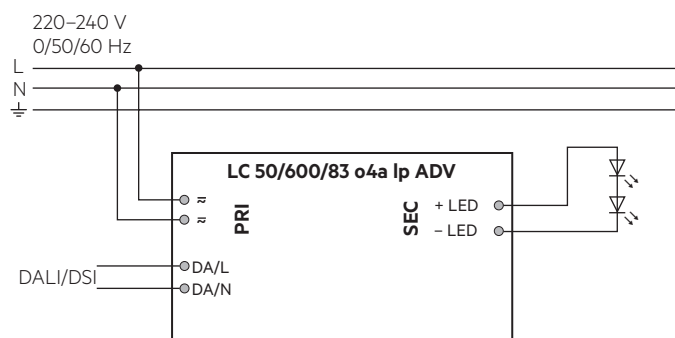 220–240 V
0/50/60 Hz
L
N
LC 50/600/83 o4a lp ADV
PRI
SEC
+ LED
– LED
DALI/DSI
DA/L
DA/N